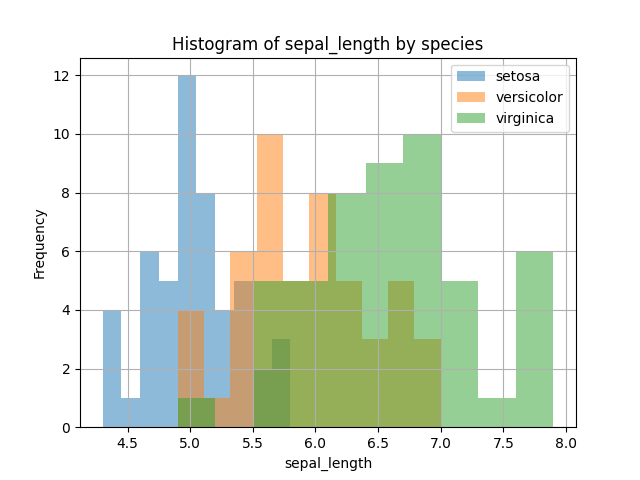 Histogram of sepal_length by species
setosa
versicolor
virginica
12
10
8
6
4
2
0
Frequency
4.5 5.0 5.5 6.0 6.5 7.0 7.5 8.0
sepal_length